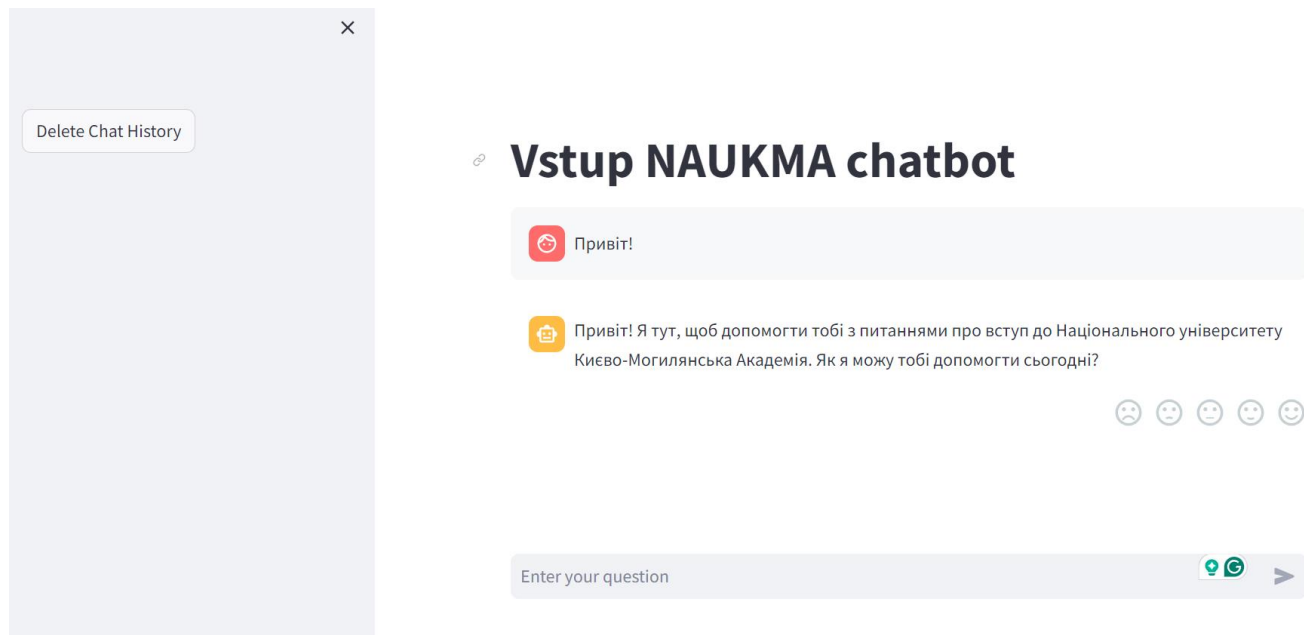 Delete Chat History
Vstup NAUKMA chatbot
Привіт!
Привіт! Я тут, щоб допомогти тобі з питаннями про вступ до Національного університету
Києво-Могилянська Академія. Як я можу тобі допомогти сьогодні?
Enter your question